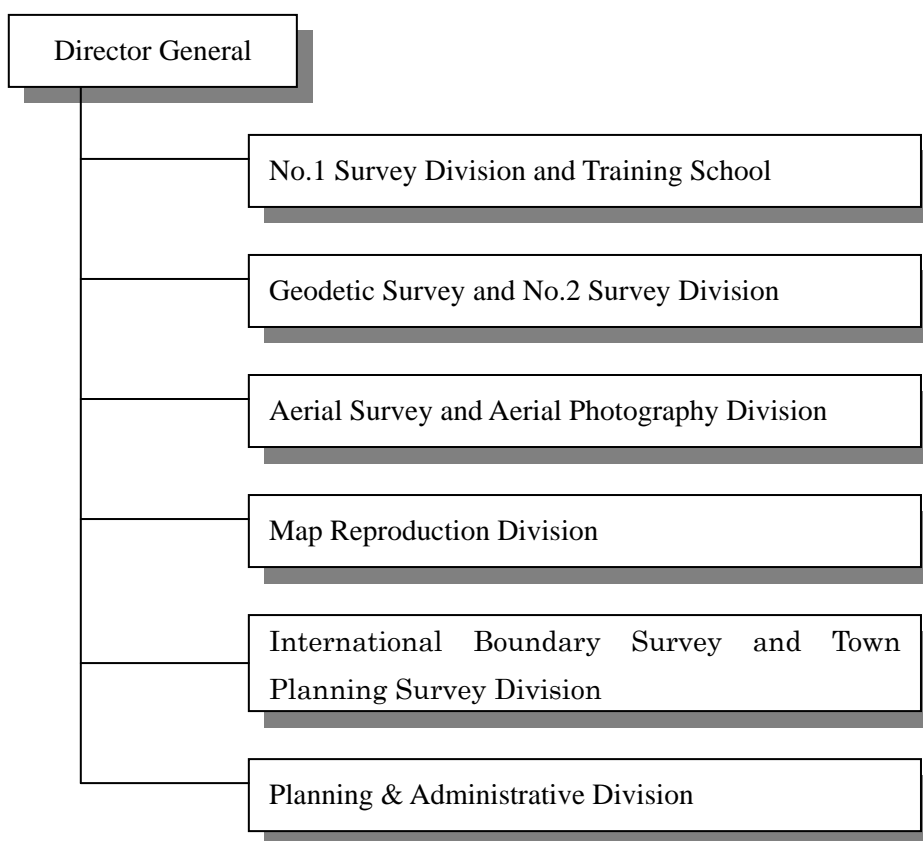 Director General
No.1 Survey Division and Training School
Geodetic Survey and No.2 Survey Division
Aerial Survey and Aerial Photography Division
Map Reproduction Division
International Boundary Survey and Town
Planning Survey Division
Planning & Administrative Division